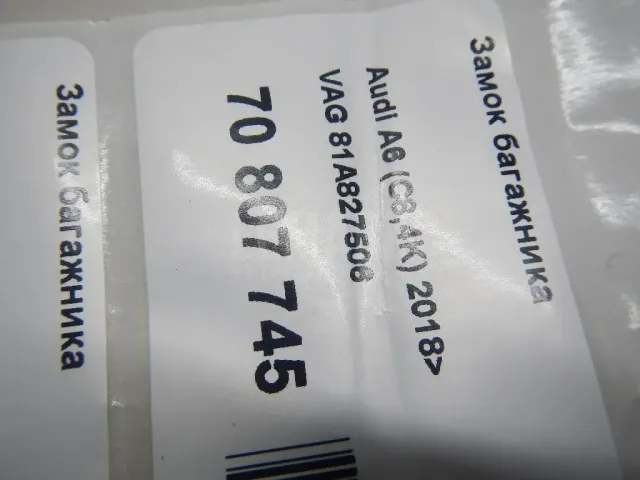 Замок багажника
Audi A6 (C8,4K) 2018>
VAG 81A827506
70 807 745
Замок багажника